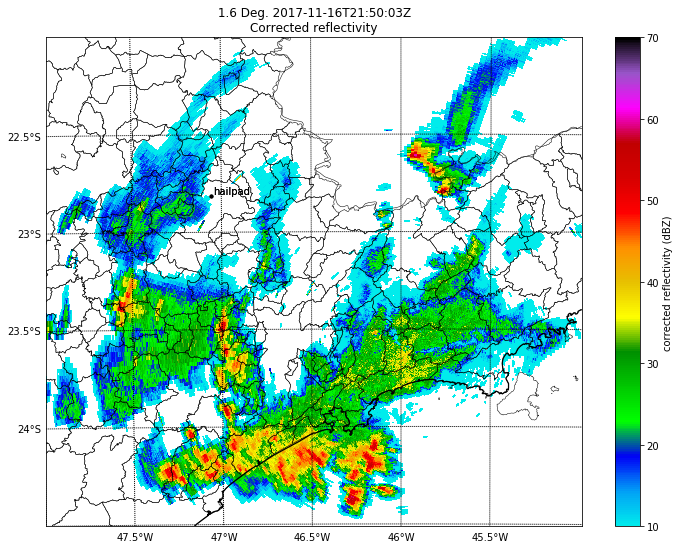 1.6 Deg. 2017-11-16T21:50:03Z
Corrected reflectivity
22.5°S
23°S
23.5°S
24°S
47.5°W
47°W
46.5°W
46°W
45.5°W
hailpad
70
60
50
40
30
20
10
corrected reflectivity (dBZ)